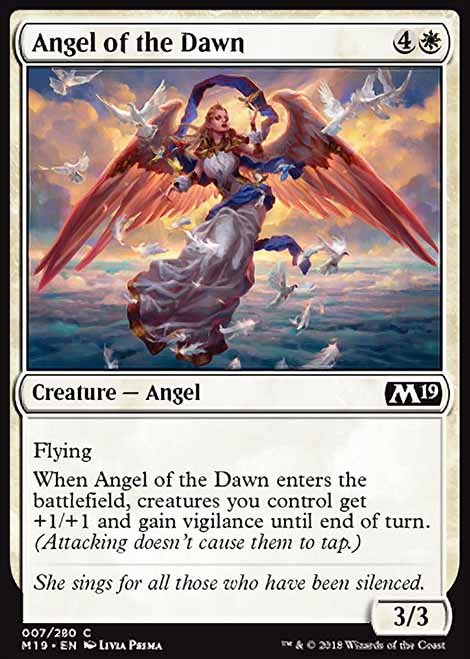 Angel of the Dawn 4
Creature — Angel M19
Flying
When Angel of the Dawn enters the
battlefield, creatures you control get
+1/+1 and gain vigilance until end of turn.
(Attacking doesn't cause them to tap.)
She sings for all those who have been silenced.
3/3
007/280 C
M19 • EN Livia Prima
™ & © 2018 Wizards of the Coast